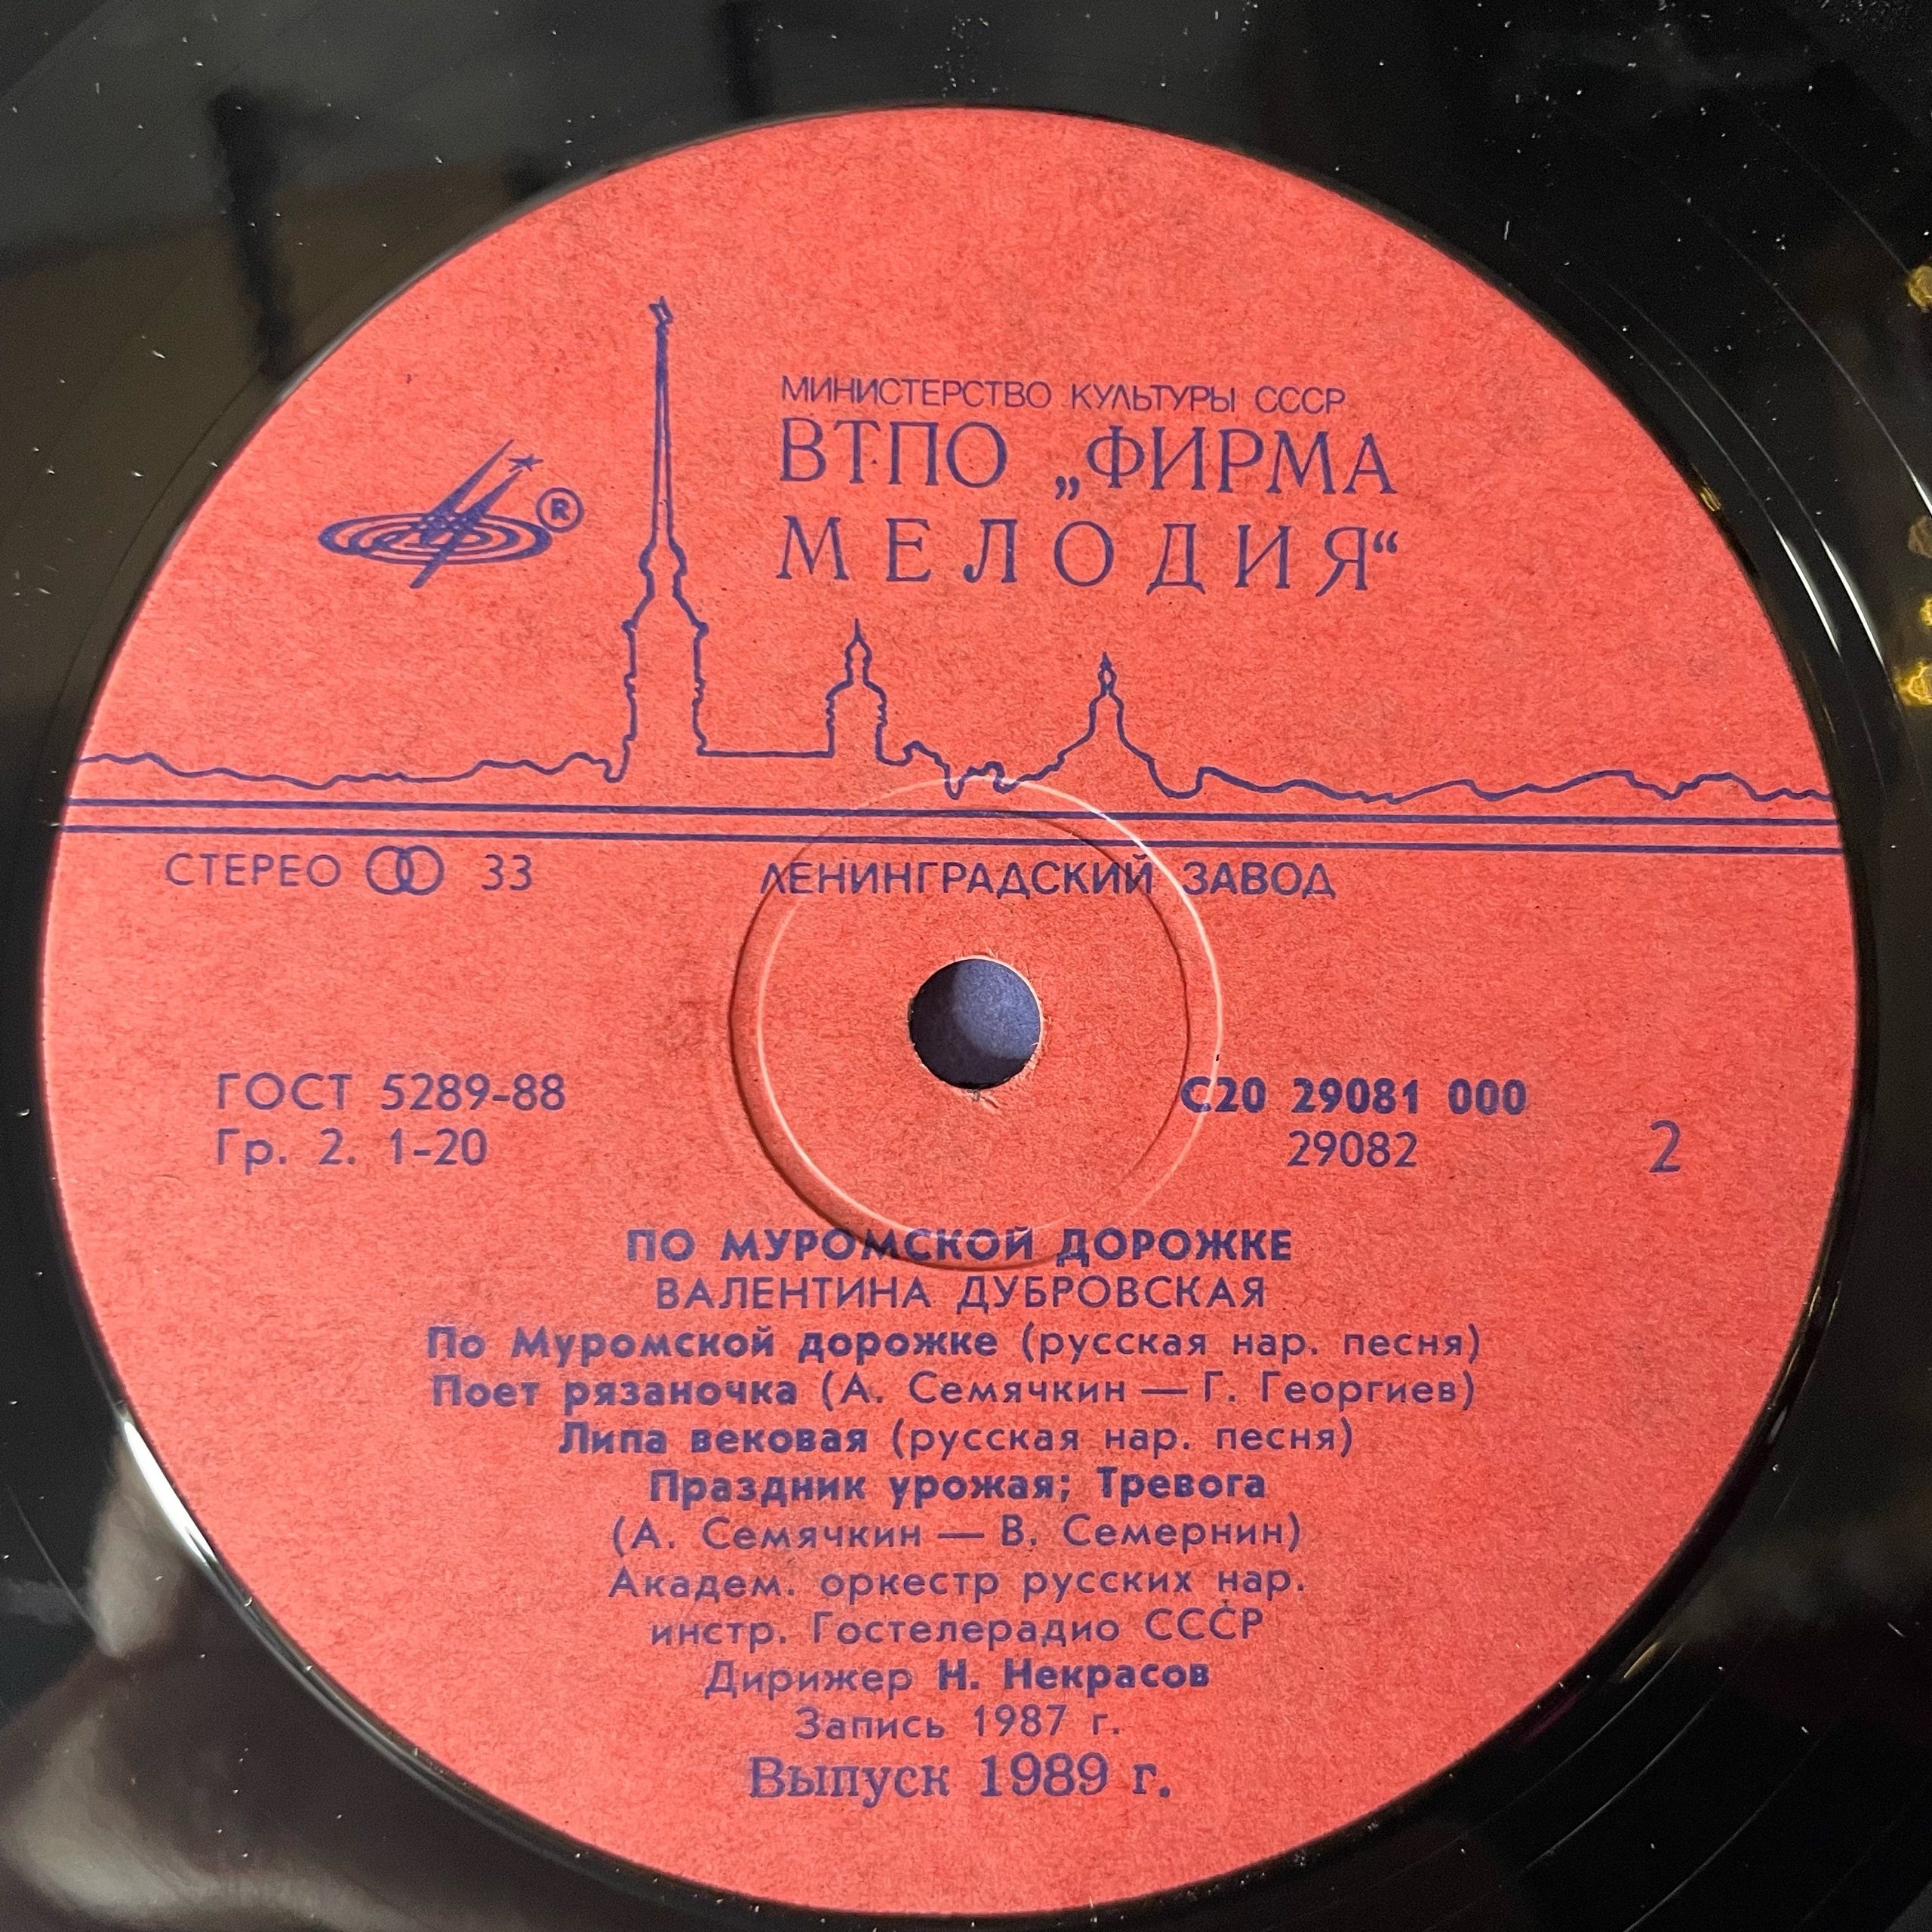 МИНИСТЕРСТВО КУЛЬТУРЫ СССР
ВТПО „ФИРМА
МЕЛОДИЯ“
®
СТЕРЕО 33
ЛЕНИНГРАДСКИЙ ЗАВОД
ГОСТ 5289-88
Гр. 2. 1-20
С20 29081 000
29082
2
ПО МУРОМСКОЙ ДОРОЖКЕ
ВАЛЕНТИНА ДУБРОВСКАЯ
По Муромской дорожке (русская нар. песня)
Поет рязаночка (А. Семячкин — Г. Георгиев)
Липа вековая (русская нар. песня)
Праздник урожая; Тревога
(А. Семячкин — В. Семернин)
Академ. оркестр русских нар.
инстр. Гостелерадио СССР
Дирижер Н. Некрасов
Запись 1987 г.
Выпуск 1989 г.